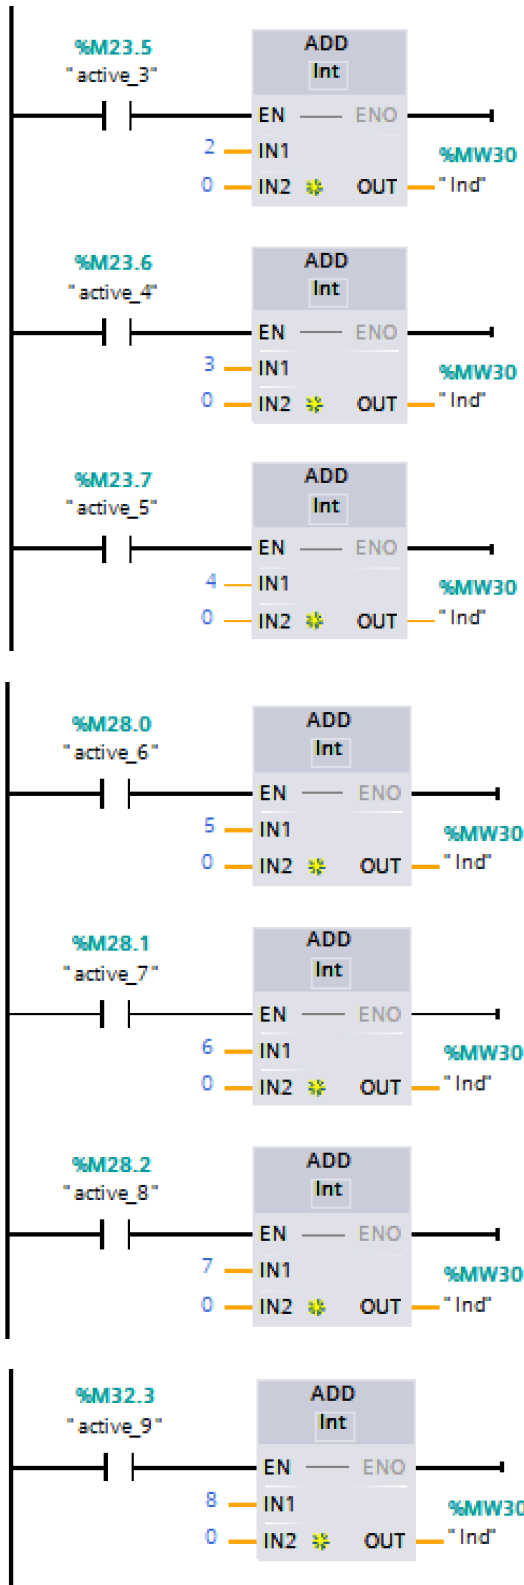 %M23.5
"active_3"
ADD
Int
EN ENO
2 IN1
%MW30
0 IN2 OUT "Ind"
%M23.6
"active_4"
ADD
Int
EN ENO
3 IN1
%MW30
0 IN2 OUT "Ind"
%M23.7
"active_5"
ADD
Int
EN ENO
4 IN1
%MW30
0 IN2 OUT "Ind"
%M28.0
"active_6"
ADD
Int
EN ENO
5 IN1
%MW30
0 IN2 OUT "Ind"
%M28.1
"active_7"
ADD
Int
EN ENO
6 IN1
%MW30
0 IN2 OUT "Ind"
%M28.2
"active_8"
ADD
Int
EN ENO
7 IN1
%MW30
0 IN2 OUT "Ind"
%M32.3
"active_9"
ADD
Int
EN ENO
8 IN1
%MW30
0 IN2 OUT "Ind"